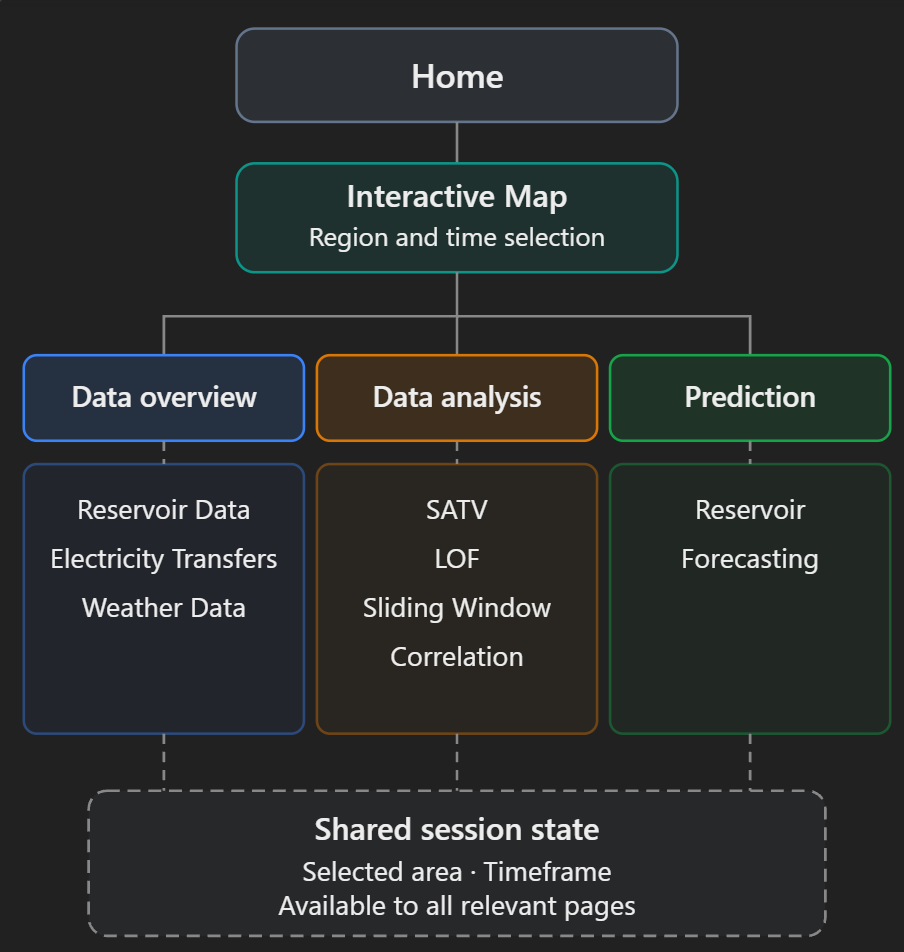 Home
Interactive Map
Region and time selection
Data overview
Data analysis
Prediction
Reservoir Data
Electricity Transfers
Weather Data
SATV
LOF
Sliding Window
Correlation
Reservoir
Forecasting
Shared session state
Selected area · Timeframe
Available to all relevant pages